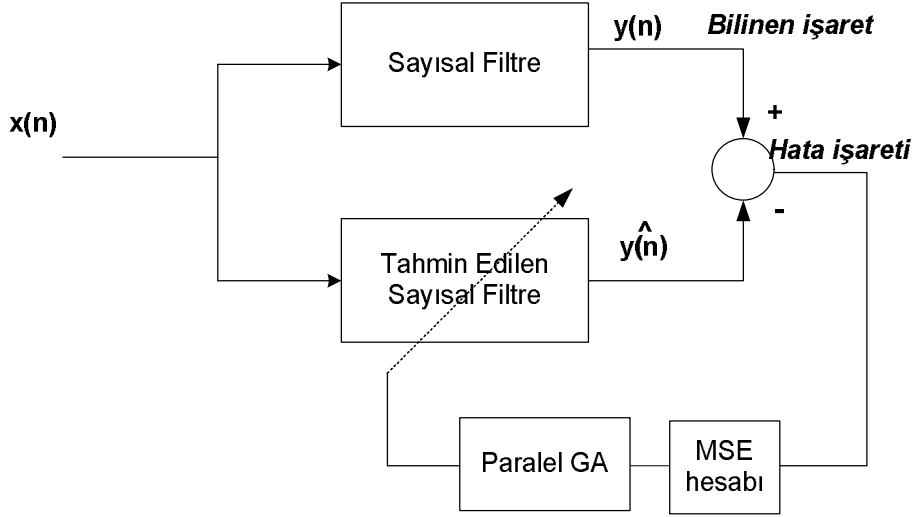 y(n)
Bilinen işaret
Sayısal Filtre
x(n)
+
Hata işareti
-
ŷ(n)
Tahmin Edilen
Sayısal Filtre
Paralel GA
MSE
hesabı